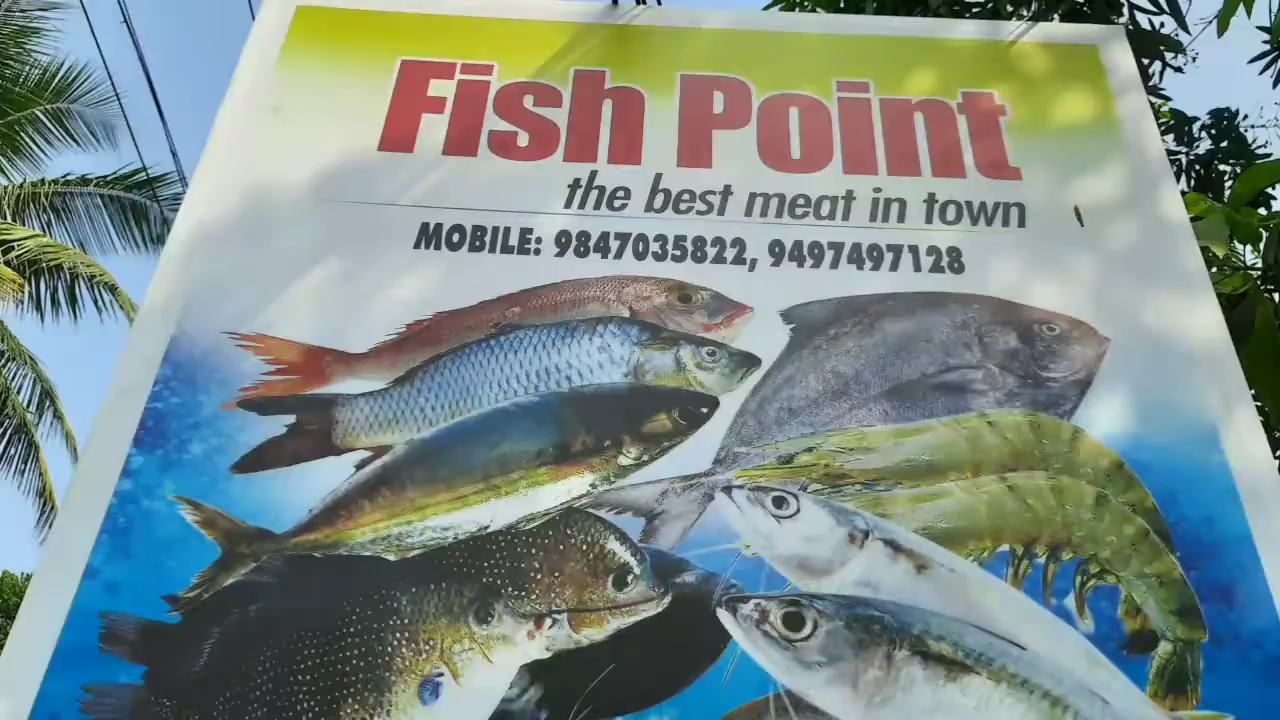 Fish Point
the best meat in town
MOBILE: 9847035822, 9497497128